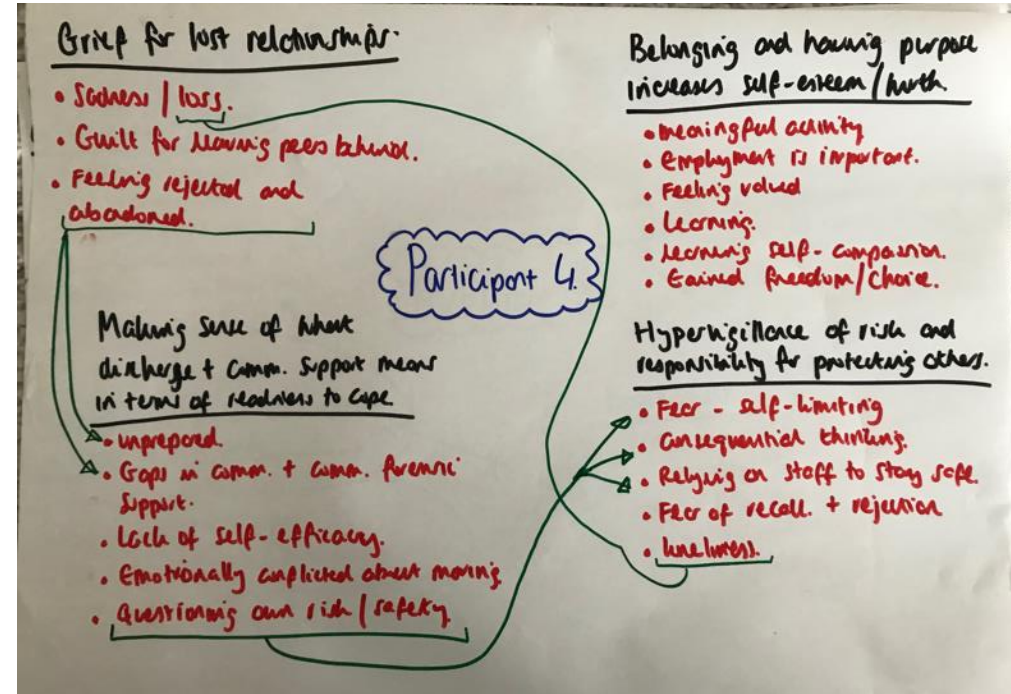 Grief for lost relationships.
• Sadness / loss.
• Guilt for leaving peers behind.
• Feeling rejected and
abandoned.
Participant 4.
Making sense of what
discharge + comm. support means
in terms of readiness to cope
• unprepared.
• Gaps in comm. + comm. forensic
support.
• Lack of self-efficacy.
• Emotionally conflicted about moving
• Questioning own risk / safety
Belonging and having purpose
increases self-esteem / worth.
• meaningful activity
• Employment is important.
• Feeling valued
• Learning.
• Learning self-compassion.
• Gained freedom / choice.
Hypervigillance of risk and
responsibility for protecting others.
• Fear - self-limiting
• Consequential thinking.
• Relying on staff to stay safe.
• Fear of recall. + rejection
• loneliness.